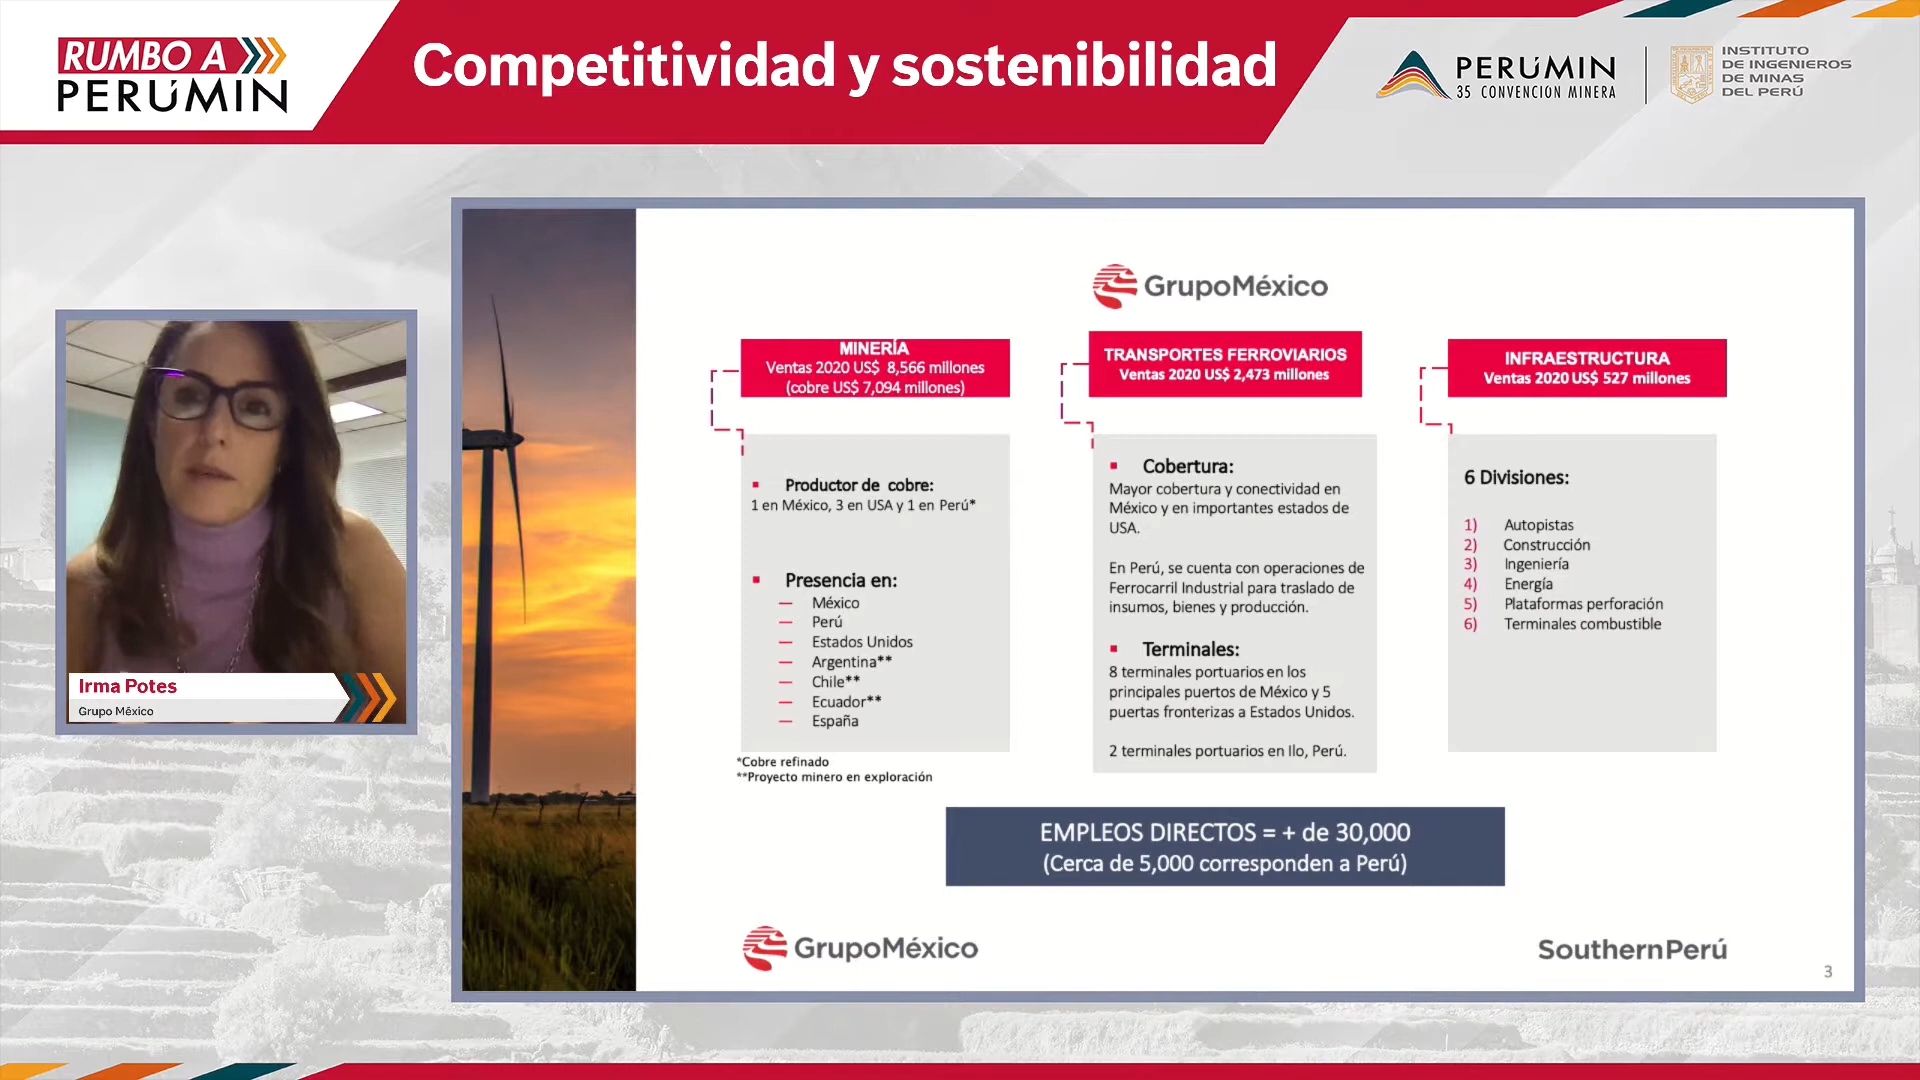 RUMBO A
PERÚMIN
Competitividad y sostenibilidad
PERÚMIN
35 CONVENCIÓN MINERA
INSTITUTO
DE INGENIEROS
DE MINAS
DEL PERÚ
Irma Potes
Grupo México
GrupoMéxico
MINERÍA
Ventas 2020 US$ 8,566 millones
(cobre US$ 7,094 millones)
▪ Productor de cobre:
1 en México, 3 en USA y 1 en Perú*
▪ Presencia en:
— México
— Perú
— Estados Unidos
— Argentina**
— Chile**
— Ecuador**
— España
*Cobre refinado
**Proyecto minero en exploración
TRANSPORTES FERROVIARIOS
Ventas 2020 US$ 2,473 millones
▪ Cobertura:
Mayor cobertura y conectividad en
México y en importantes estados de
USA.
En Perú, se cuenta con operaciones de
Ferrocarril Industrial para traslado de
insumos, bienes y producción.
▪ Terminales:
8 terminales portuarios en los
principales puertos de México y 5
puertas fronterizas a Estados Unidos.
2 terminales portuarios en Ilo, Perú.
INFRAESTRUCTURA
Ventas 2020 US$ 527 millones
6 Divisiones:
1) Autopistas
2) Construcción
3) Ingeniería
4) Energía
5) Plataformas perforación
6) Terminales combustible
EMPLEOS DIRECTOS = + de 30,000
(Cerca de 5,000 corresponden a Perú)
GrupoMéxico
SouthernPerú
3